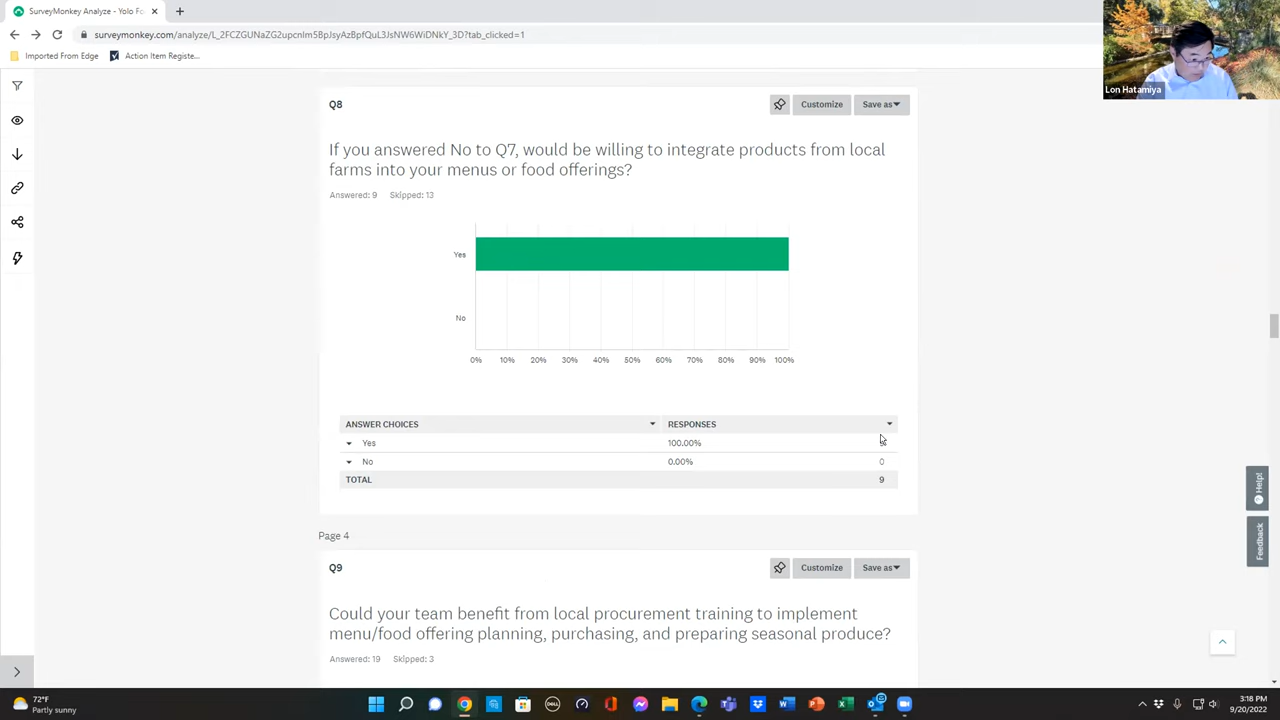 SurveyMonkey Analyze - Yolo Fo
surveymonkey.com/analyze/L_2FCZGUNaZG2upcnIm5BpJsyAzBpfQuL3JsNW6WiDNkY_3D?tab_clicked=1
Imported From Edge
Action Item Registe...
Lon Hatamiya
Q8
Customize
Save as
If you answered No to Q7, would be willing to integrate products from local
farms into your menus or food offerings?
Answered: 9 Skipped: 13
Yes
No
0% 10% 20% 30% 40% 50% 60% 70% 80% 90% 100%
ANSWER CHOICES RESPONSES
Yes 100.00%
No 0.00% 0
TOTAL 9
Page 4
Q9
Customize
Save as
Could your team benefit from local procurement training to implement
menu/food offering planning, purchasing, and preparing seasonal produce?
Answered: 19 Skipped: 3
Help!
Feedback
72°F
Partly sunny
3:18 PM
9/20/2022